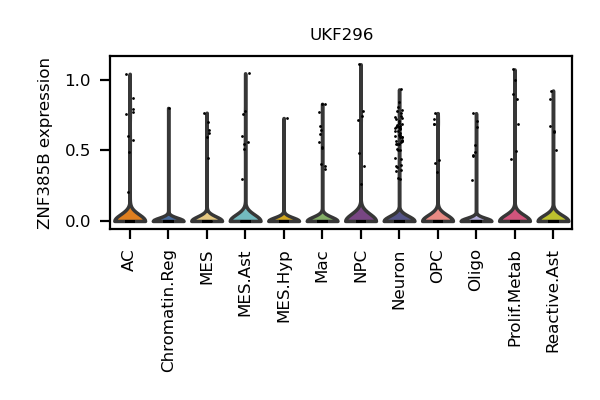 UKF296
ZNF385B expression
1.0
0.5
0.0
AC
Chromatin.Reg
MES
MES.Ast
MES.Hyp
Mac
NPC
Neuron
OPC
Oligo
Prolif.Metab
Reactive.Ast